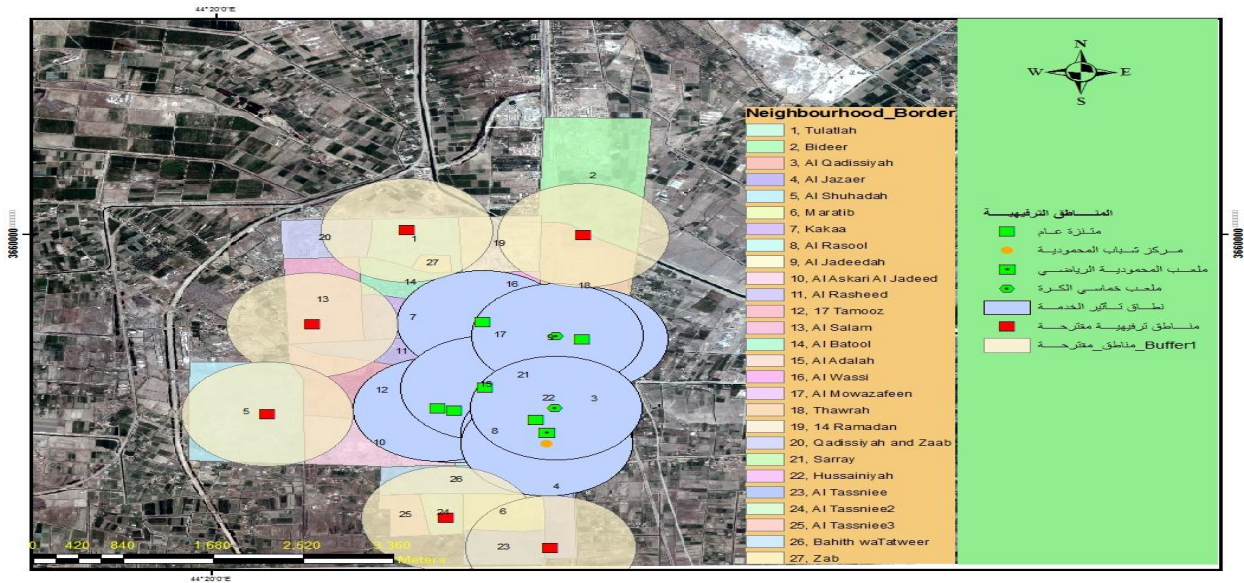 44°20'0"E
3660000
N
W
E
S
Neighbourhood_Border
1, Tulatlah
2, Bideer
3, Al Qadissiyah
4, Al Jazaer
5, Al Shuhadah
6, Maratib
7, Kakaa
8, Al Rasool
9, Al Jadeedah
10, Al Askari Al Jadeed
11, Al Rasheed
12, 17 Tamooz
13, Al Salam
14, Al Batool
15, Al Adalah
16, Al Wassi
17, Al Mowazafeen
18, Thawrah
19, 14 Ramadan
20, Qadissiyah and Zaab
21, Sarray
22, Hussainiyah
23, Al Tassniee
24, Al Tassniee2
25, Al Tassniee3
26, Bahith waTatweer
27, Zab
المناطق الترفيهية
متنزة عام
مركز شباب المحمودية
ملعب المحمودية الرياضي
ملعب خماسي الكرة
نطاق تأثير الخدمة
مناطق ترفيهية مقترحة
مناطق_مقترحة_Buffer1
2
20
1
19
27
14
16
18
13
7
17
9
11
21
15
12
22
3
5
10
8
26
4
25
24
6
23
0 420 840 1,680 2,520 3,360
Meters
3660000
44°20'0"E